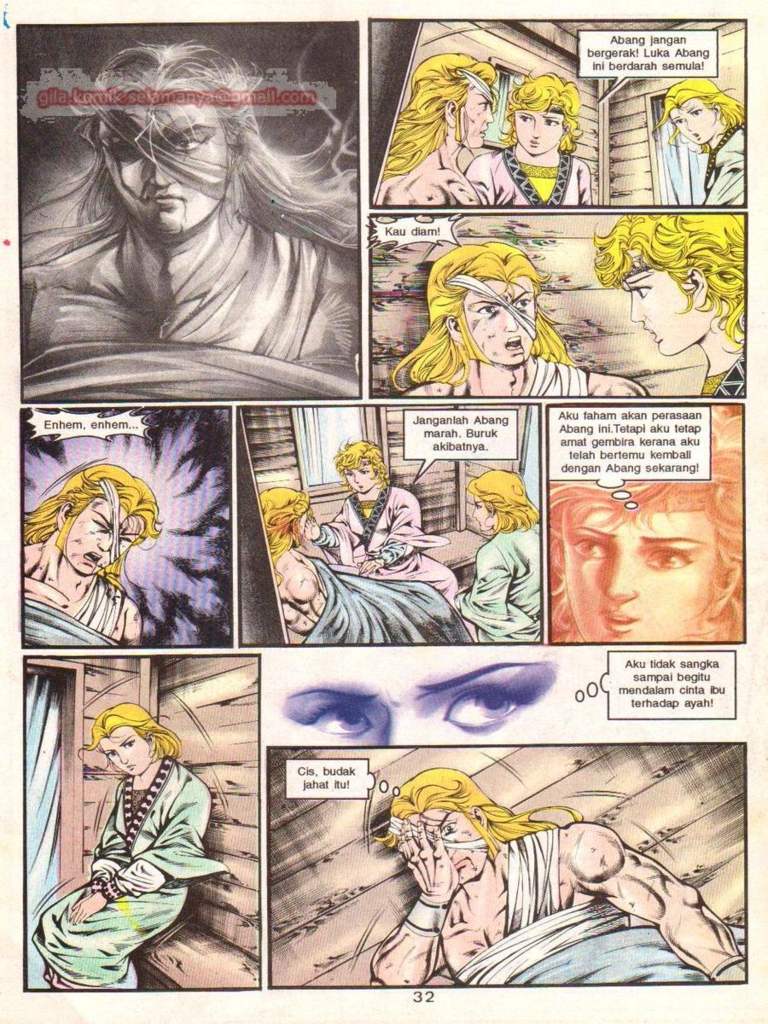 gila.komik.selamanya@gmail.com
Abang jangan
bergerak! Luka Abang
ini berdarah semula!
Kau diam!
Enhem, enhem...
Janganlah Abang
marah. Buruk
akibatnya.
Aku faham akan perasaan
Abang ini.Tetapi aku tetap
amat gembira kerana aku
telah bertemu kembali
dengan Abang sekarang!
Aku tidak sangka
sampai begitu
mendalam cinta ibu
terhadap ayah!
Cis, budak
jahat itu!
32